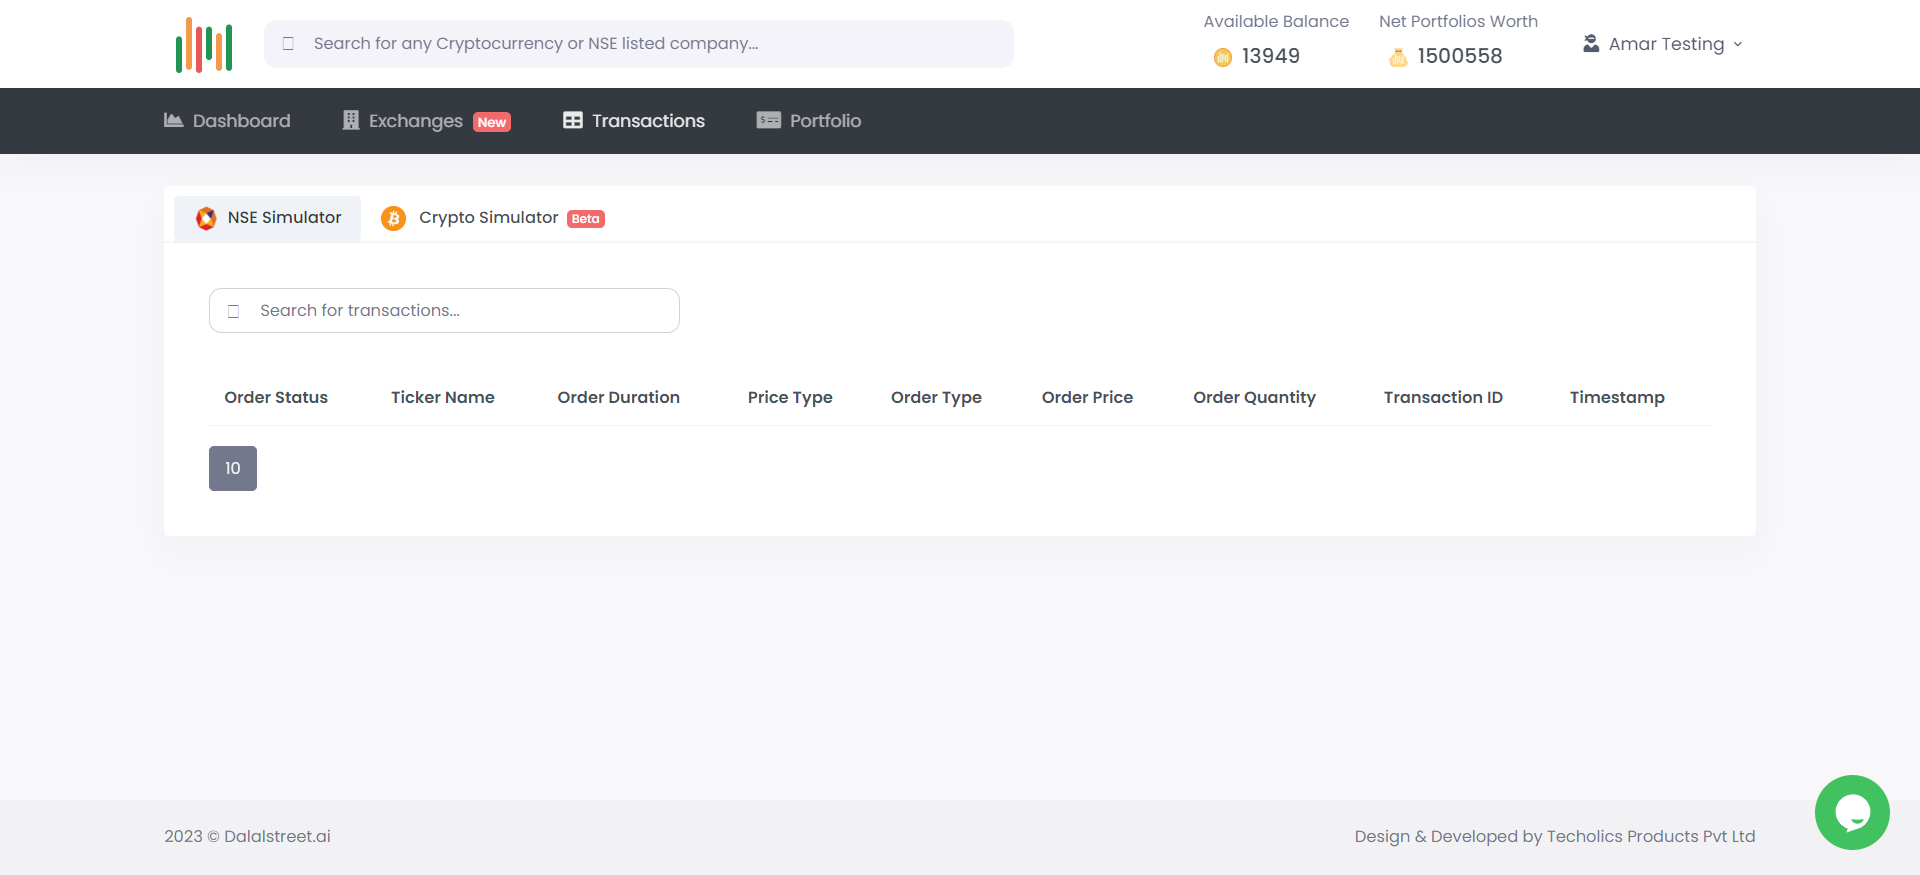 Search for any Cryptocurrency or NSE listed company...
Available Balance
13949
Net Portfolios Worth
1500558
Amar Testing
Dashboard
Exchanges New
Transactions
Portfolio
NSE Simulator
Crypto Simulator Beta
Search for transactions...
Order Status Ticker Name Order Duration Price Type Order Type Order Price Order Quantity Transaction ID Timestamp
10
2023 © Dalalstreet.ai
Design & Developed by Techolics Products Pvt Ltd